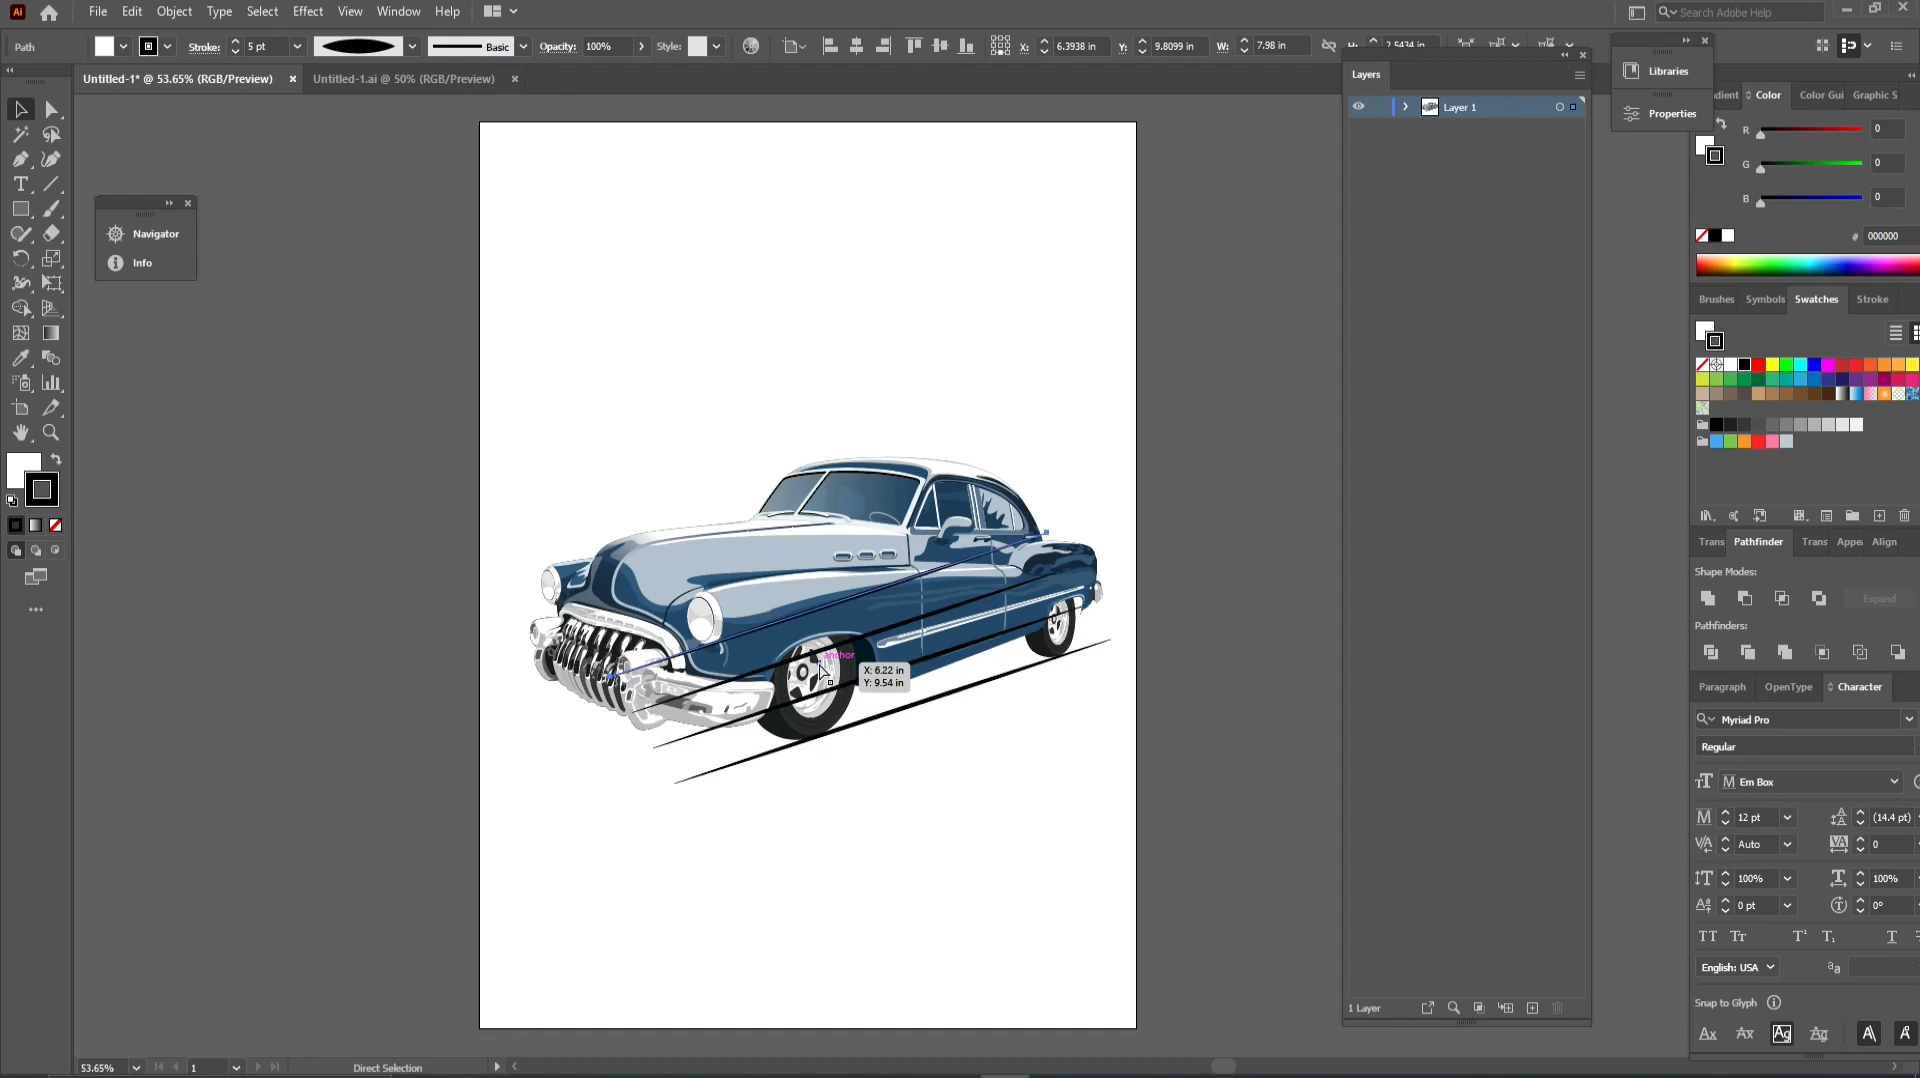 Ai File Edit Object Type Select Effect View Window Help Search Adobe Help
Path Stroke: 5 pt Basic Opacity: 100% Style: X: 6.3938 in Y: 9.8099 in W: 7.98 in H: 2.5434 in
Untitled-1* @ 53.65% (RGB/Preview) Untitled-1.ai @ 50% (RGB/Preview)
Layers
Layer 1
Libraries
Properties
Navigator
Info
Color Color Gui Graphic S
R 0
G 0
B 0
# 000000
Brushes Symbols Swatches Stroke
Trans Pathfinder Trans Appe Align
Shape Modes:
Expand
Pathfinders:
anchor
X: 6.22 in
Y: 9.54 in
Paragraph OpenType Character
Myriad Pro
Regular
Em Box
12 pt (14.4 pt)
Auto 0
100% 100%
0 pt 0°
English: USA
Snap to Glyph
1 Layer
53.65% 1 Direct Selection